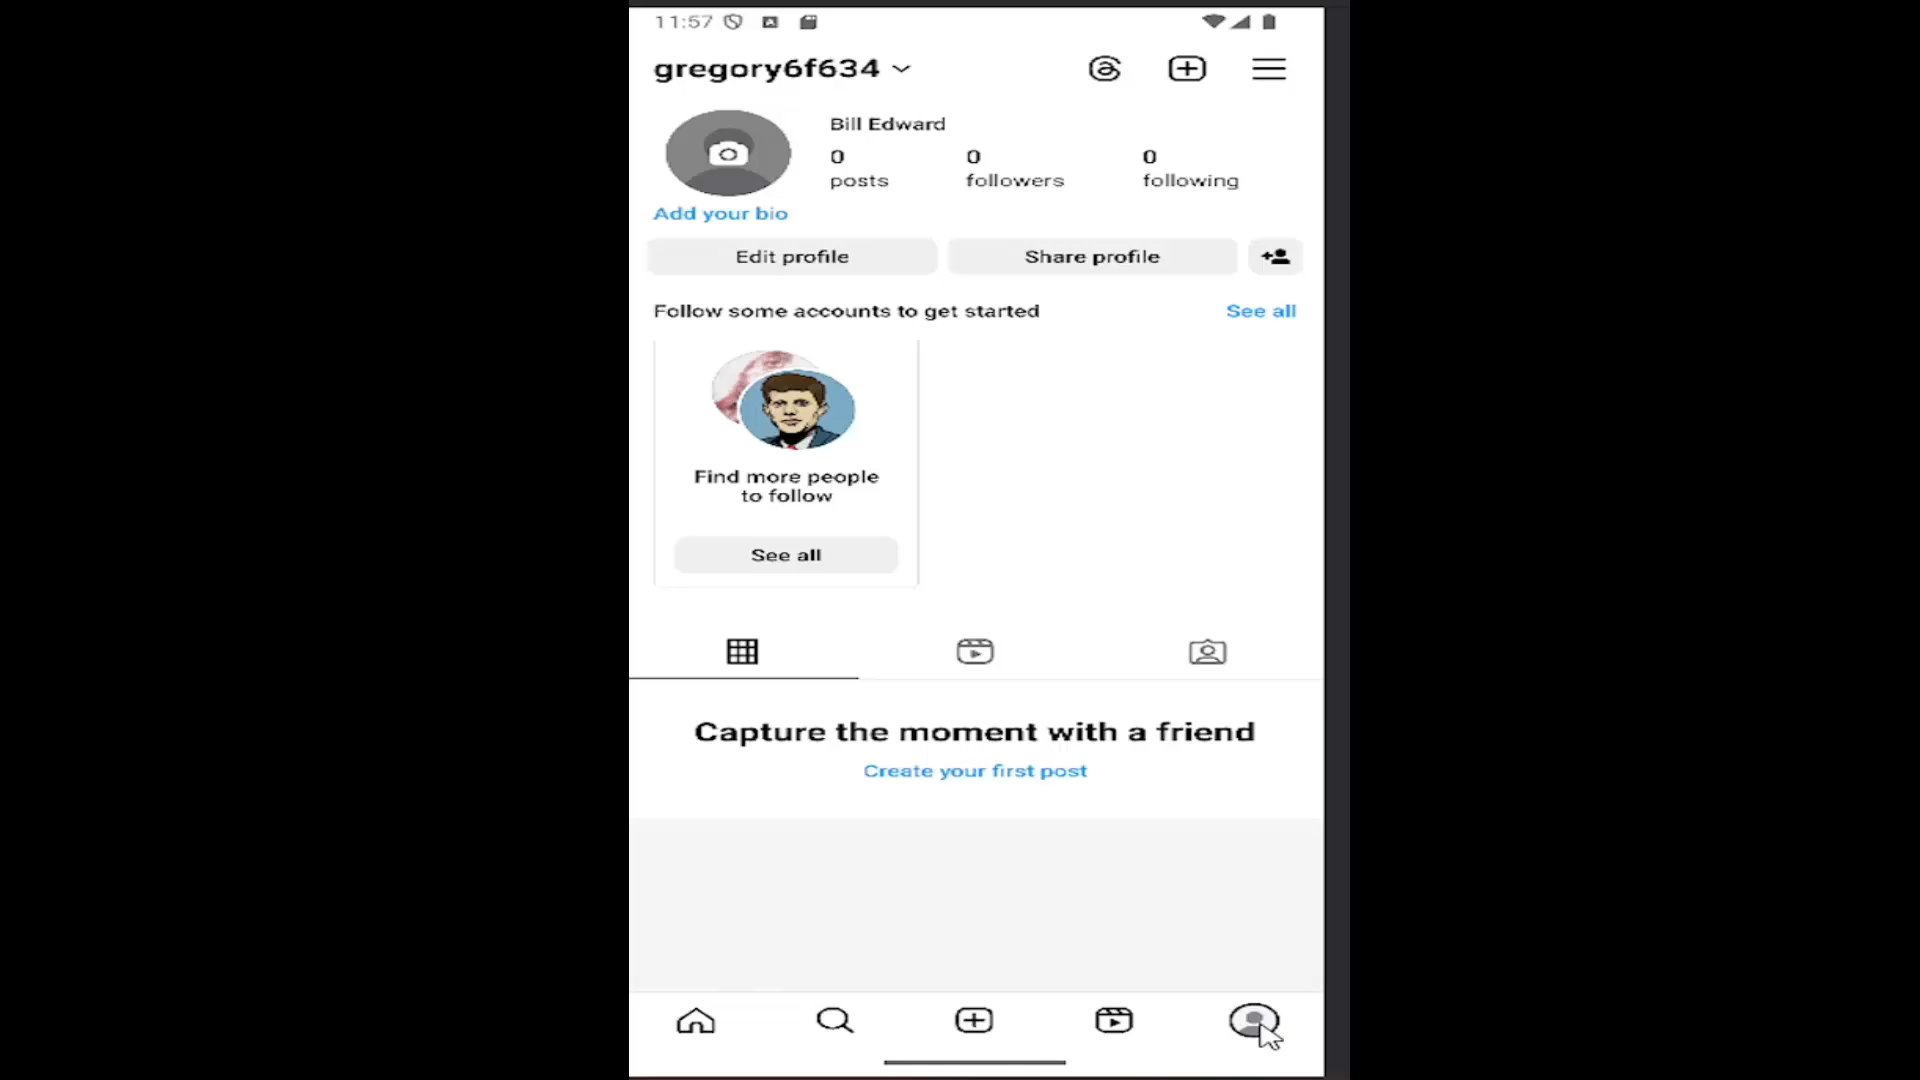 11:57
gregory6f634
Bill Edward
0 0 0
posts followers following
Add your bio
Edit profile Share profile
Follow some accounts to get started See all
Find more people
to follow
See all
Capture the moment with a friend
Create your first post